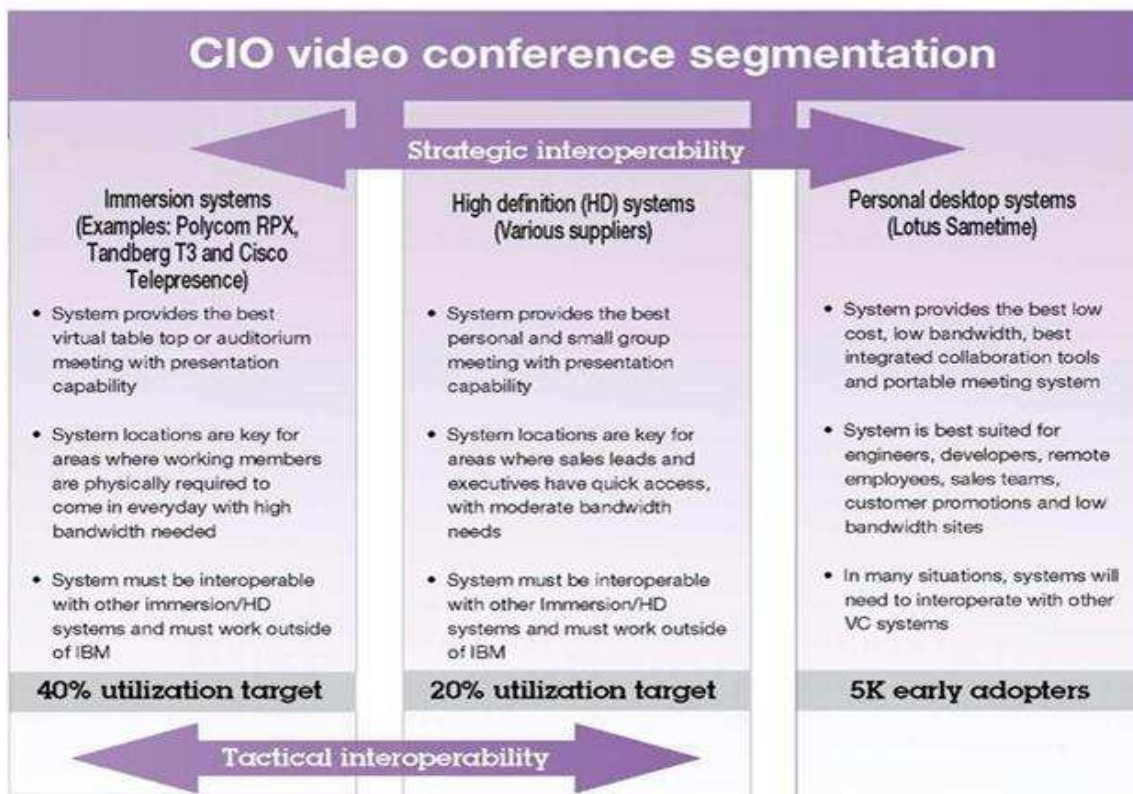 CIO video conference segmentation
Strategic interoperability
Immersion systems
(Examples: Polycom RPX,
Tandberg T3 and Cisco
Telepresence)
• System provides the best
virtual table top or auditorium
meeting with presentation
capability
• System locations are key for
areas where working members
are physically required to
come in everyday with high
bandwidth needed
• System must be interoperable
with other immersion/HD
systems and must work outside
of IBM
40% utilization target
High definition (HD) systems
(Various suppliers)
• System provides the best
personal and small group
meeting with presentation
capability
• System locations are key for
areas where sales leads and
executives have quick access,
with moderate bandwidth
needs
• System must be interoperable
with other Immersion/HD
systems and must work outside
of IBM
20% utilization target
Personal desktop systems
(Lotus Sametime)
• System provides the best low
cost, low bandwidth, best
integrated collaboration tools
and portable meeting system
• System is best suited for
engineers, developers, remote
employees, sales teams,
customer promotions and low
bandwidth sites
• In many situations, systems will
need to interoperate with other
VC systems
5K early adopters
Tactical interoperability